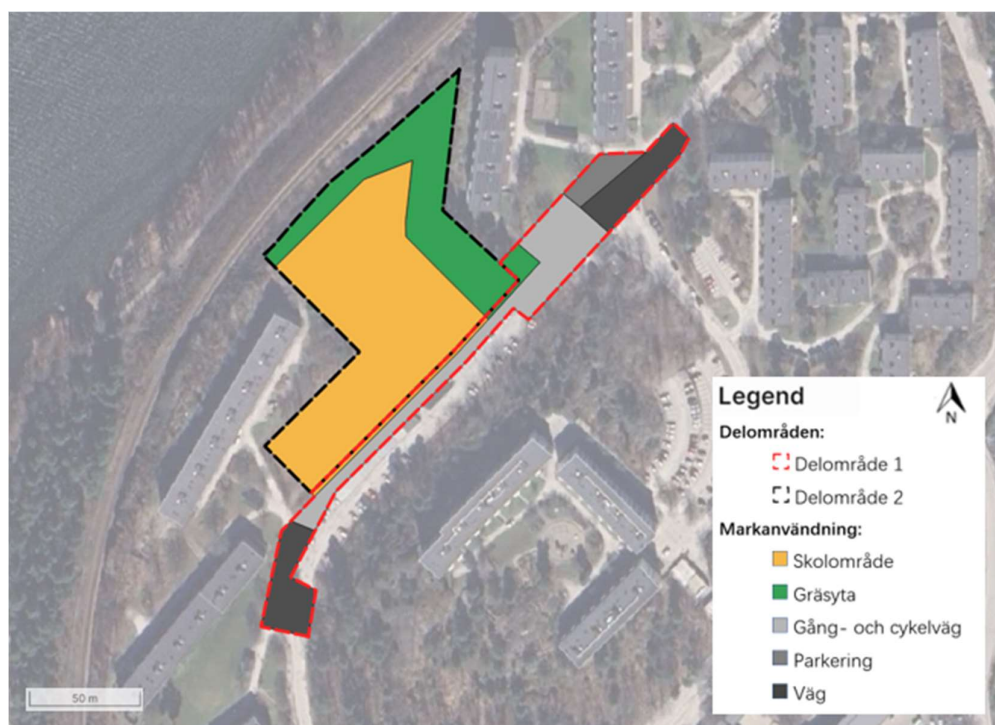 Legend
N
Delområden:
Delområde 1
Delområde 2
Markanvändning:
Skolområde
Gräsyta
Gång- och cykelväg
Parkering
Väg
50 m